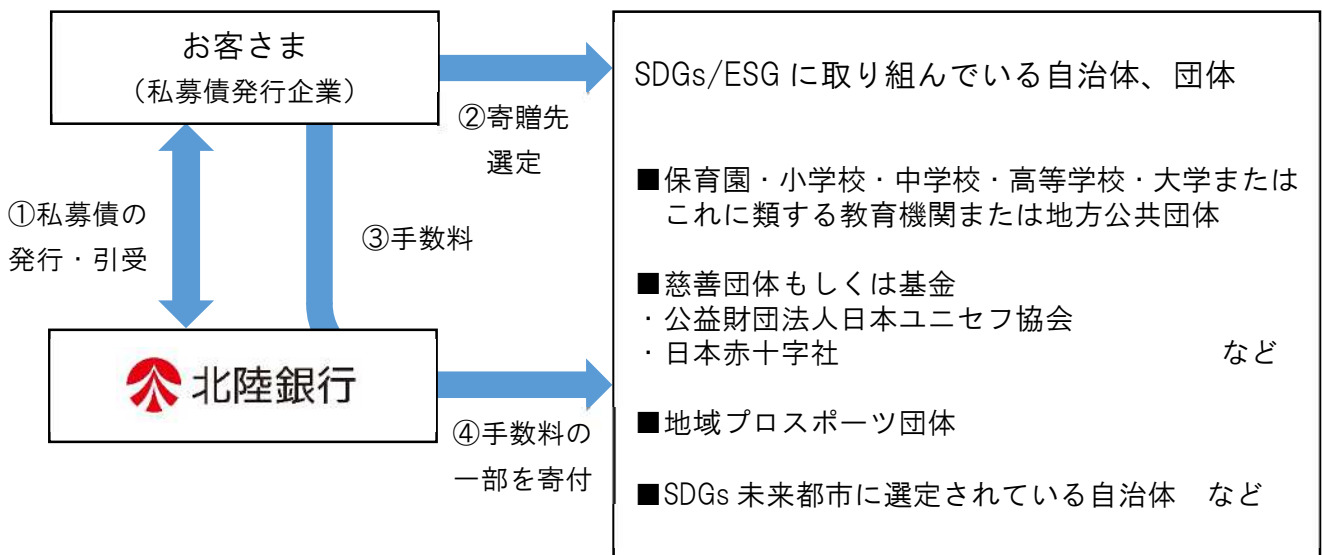 お客さま
（私募債発行企業）
②寄贈先
選定
①私募債の
発行・引受
③手数料
北陸銀行
④手数料の
一部を寄付
SDGs/ESG に取り組んでいる自治体、団体
■保育園・小学校・中学校・高等学校・大学または
これに類する教育機関または地方公共団体
■慈善団体もしくは基金
・公益財団法人日本ユニセフ協会
・日本赤十字社 など
■地域プロスポーツ団体
■SDGs 未来都市に選定されている自治体 など